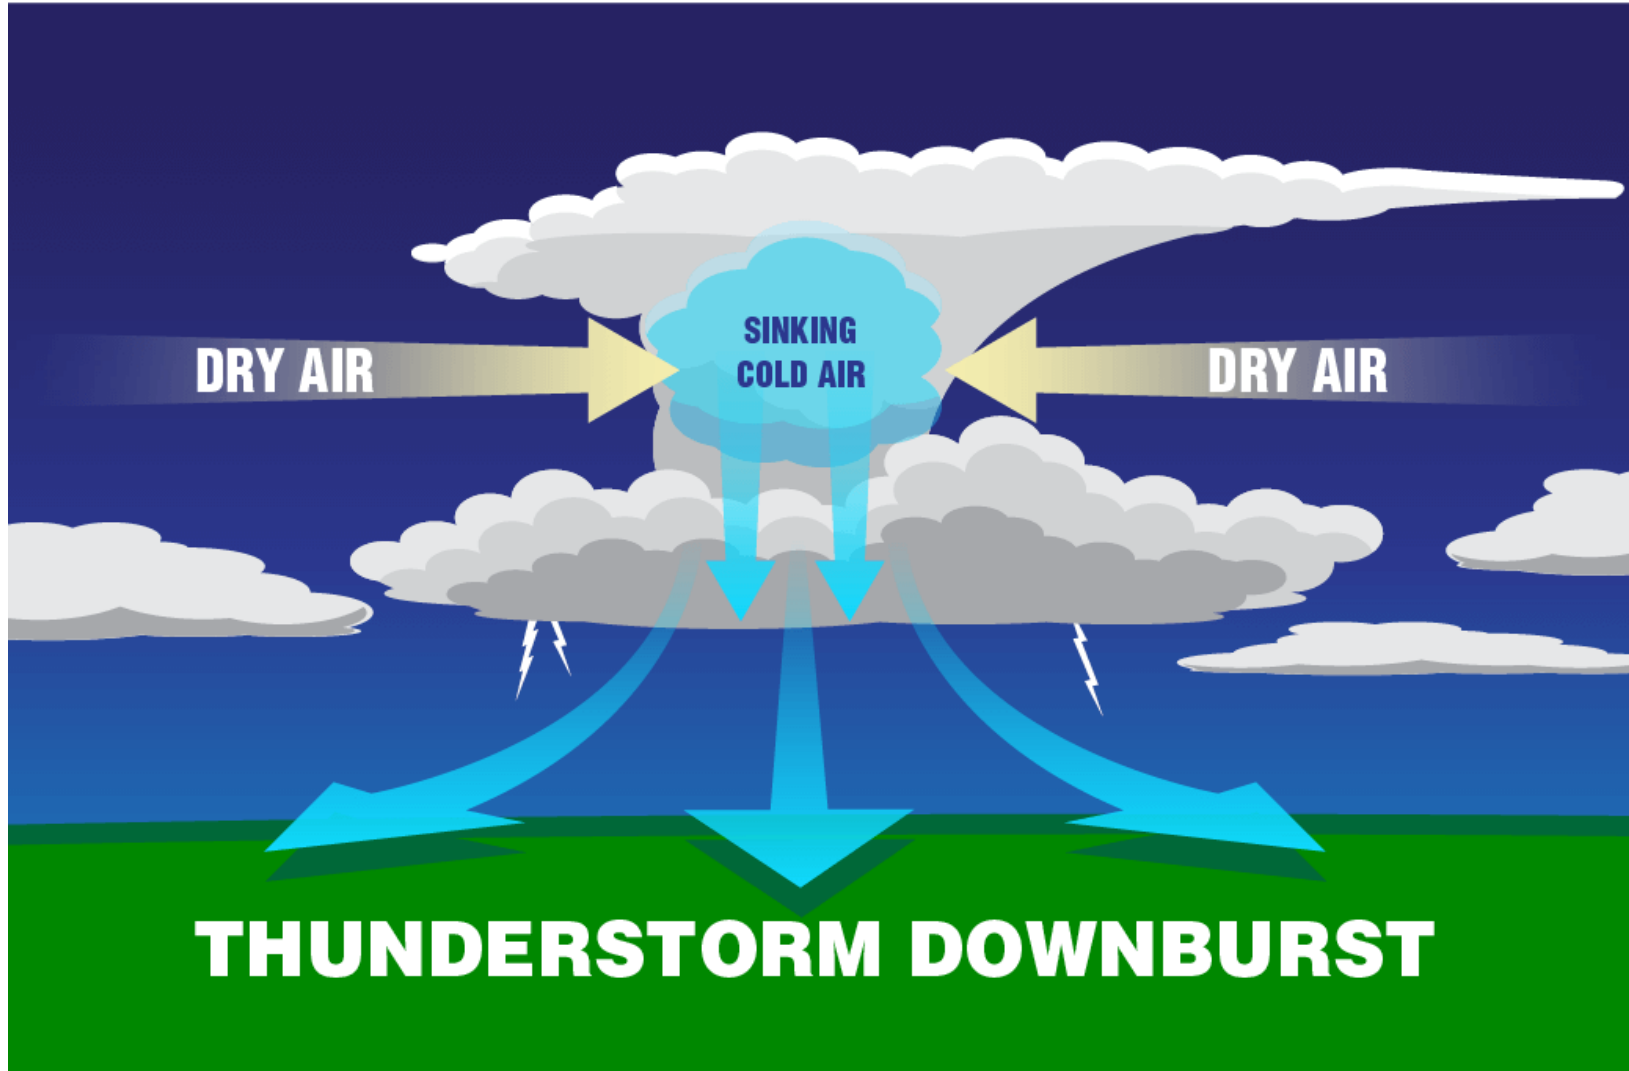 SINKING
COLD AIR
DRY AIR
DRY AIR
THUNDERSTORM DOWNBURST